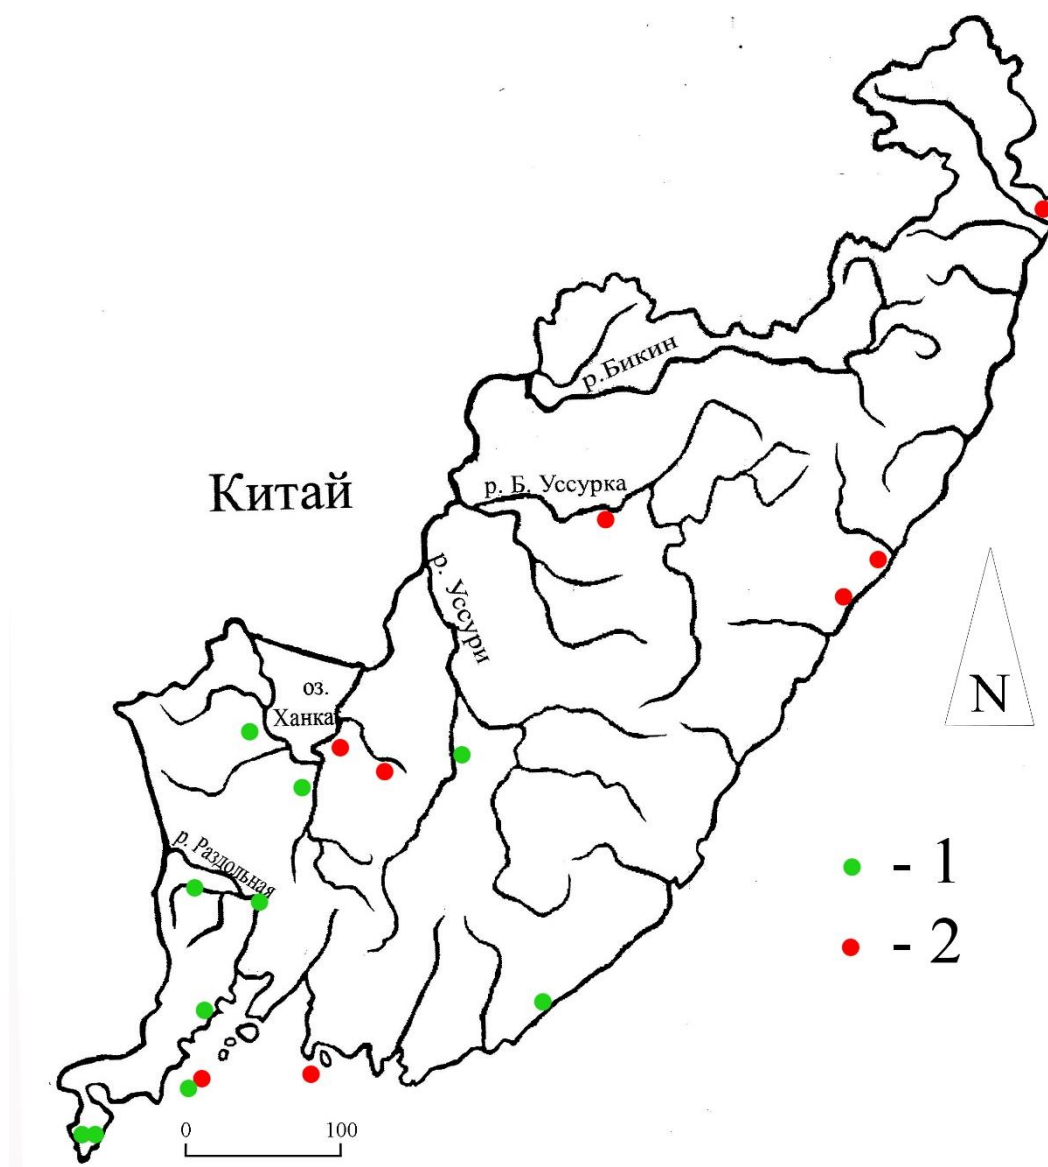 р.Бикин
Китай
р. Б. Уссурка
р. Уссури
оз.
Ханка
N
р. Раздольная
- 1
- 2
0 100